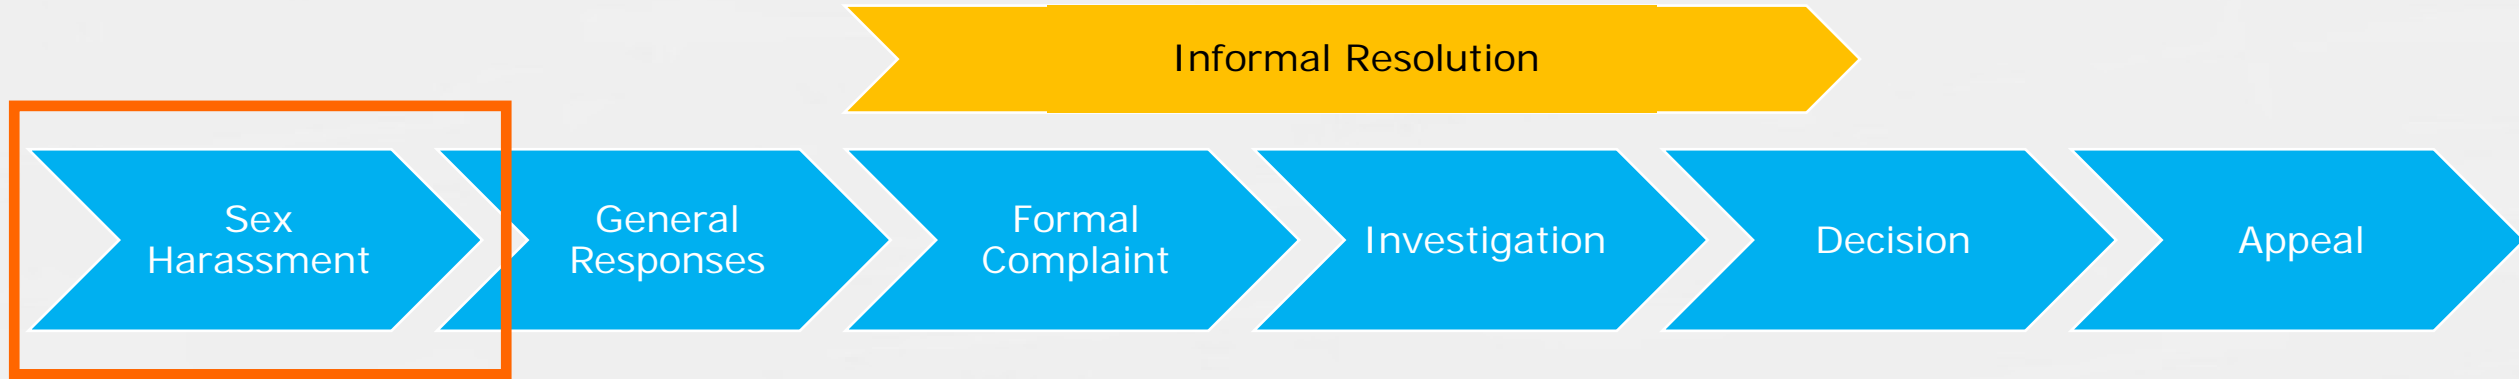 Informal Resolution
Sex
Harassment
General
Responses
Formal
Complaint
Investigation
Decision
Appeal